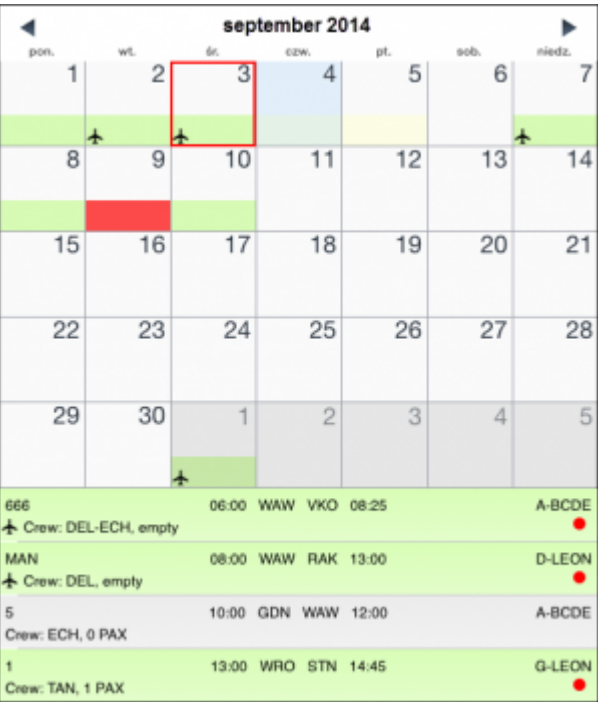 september 2014
pon. wt. śr. czw. pt. sob. niedz.
1 2 3 4 5 6 7
8 9 10 11 12 13 14
15 16 17 18 19 20 21
22 23 24 25 26 27 28
29 30 1 2 3 4 5
666 06:00 WAW VKO 08:25 A-BCDE
Crew: DEL-ECH, empty
MAN 08:00 WAW RAK 13:00 D-LEON
Crew: DEL, empty
5 10:00 GDN WAW 12:00 A-BCDE
Crew: ECH, 0 PAX
1 13:00 WRO STN 14:45 G-LEON
Crew: TAN, 1 PAX